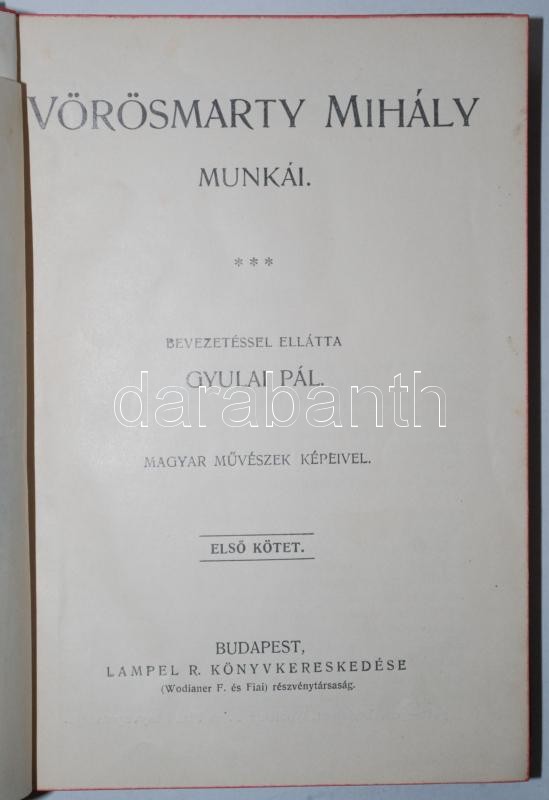 VÖRÖSMARTY MIHÁLY
MUNKÁI.
***
BEVEZETÉSSEL ELLÁTTA
GYULAI PÁL.
darabanth
MAGYAR MŰVÉSZEK KÉPEIVEL.
ELSŐ KÖTET.
BUDAPEST,
LAMPEL R. KÖNYVKERESKEDÉSE
(Wodianer F. és Fiai) részvénytársaság.